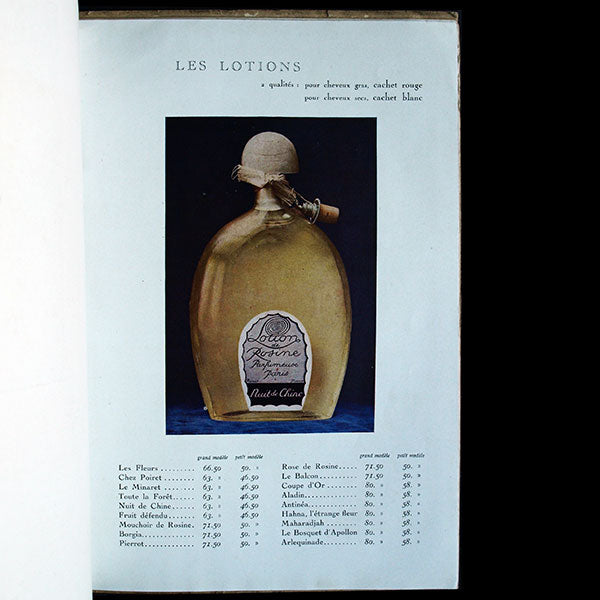 LES LOTIONS
2 qualités : pour cheveux gras, cachet rouge
pour cheveux secs, cachet blanc
Lotion
de
Rosine
Parfumeuse
Paris
Nuit de Chine
grand modèle petit modèle
Les Fleurs ......... 66.50 50. »
Chez Poiret ........ 63. » 46.50
Le Minaret ........ 63. » 46.50
Toute la Forêt...... 63. » 46.50
Nuit de Chine...... 63. » 46.50
Fruit défendu...... 63. » 46.50
Mouchoir de Rosine. 71.50 50. »
Borgia............. 71.50 50. »
Pierrot............. 71.50 50. »
grand modèle petit modèle
Rose de Rosine..... 71.50 50. »
Le Balcon......... 71.50 50. »
Coupe d'Or........ 80. » 58. »
Aladin............. 80. » 58. »
Antinéa............ 80. » 58. »
Hahna, l'étrange fleur 80. » 58. »
Maharadjah........ 80. » 58. »
Le Bosquet d'Apollon 80. » 58. »
Arlequinade........ 80. » 58. »